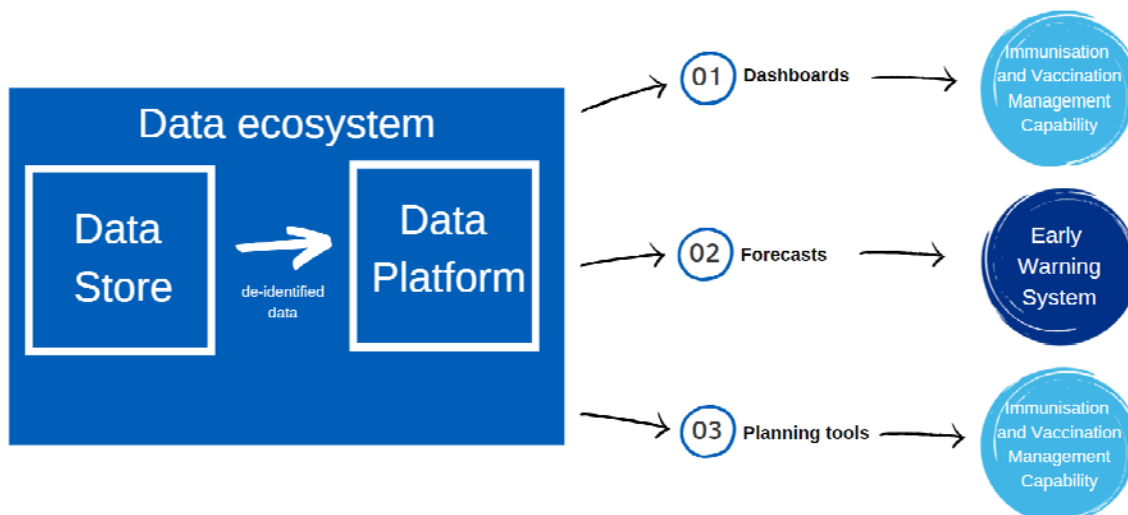 Data ecosystem
Data
Store
de-identified
data
Data
Platform
01 Dashboards
Immunisation
and Vaccination
Management
Capability
02 Forecasts
Early
Warning
System
03 Planning tools
Immunisation
and Vaccination
Management
Capability